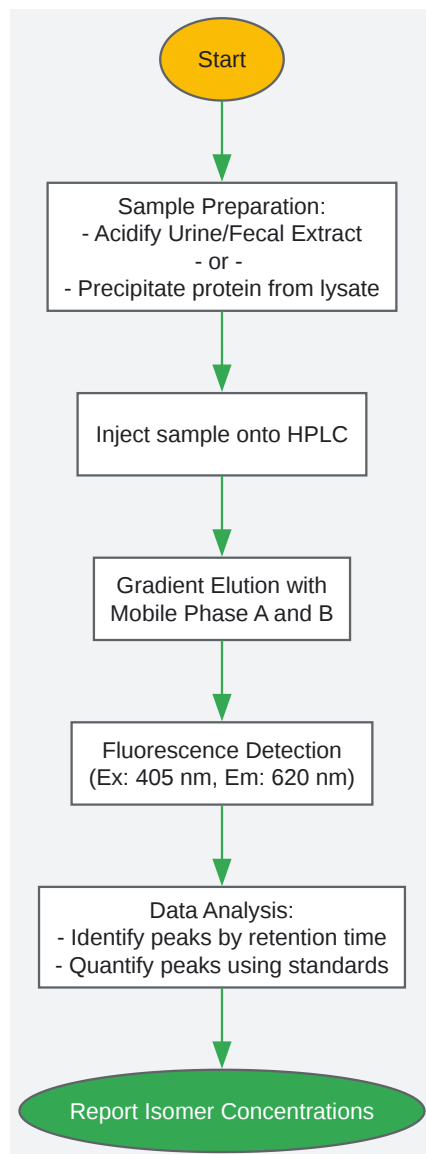 Start
Sample Preparation:
- Acidify Urine/Fecal Extract
- or -
- Precipitate protein from lysate
Inject sample onto HPLC
Gradient Elution with
Mobile Phase A and B
Fluorescence Detection
(Ex: 405 nm, Em: 620 nm)
Data Analysis:
- Identify peaks by retention time
- Quantify peaks using standards
Report Isomer Concentrations